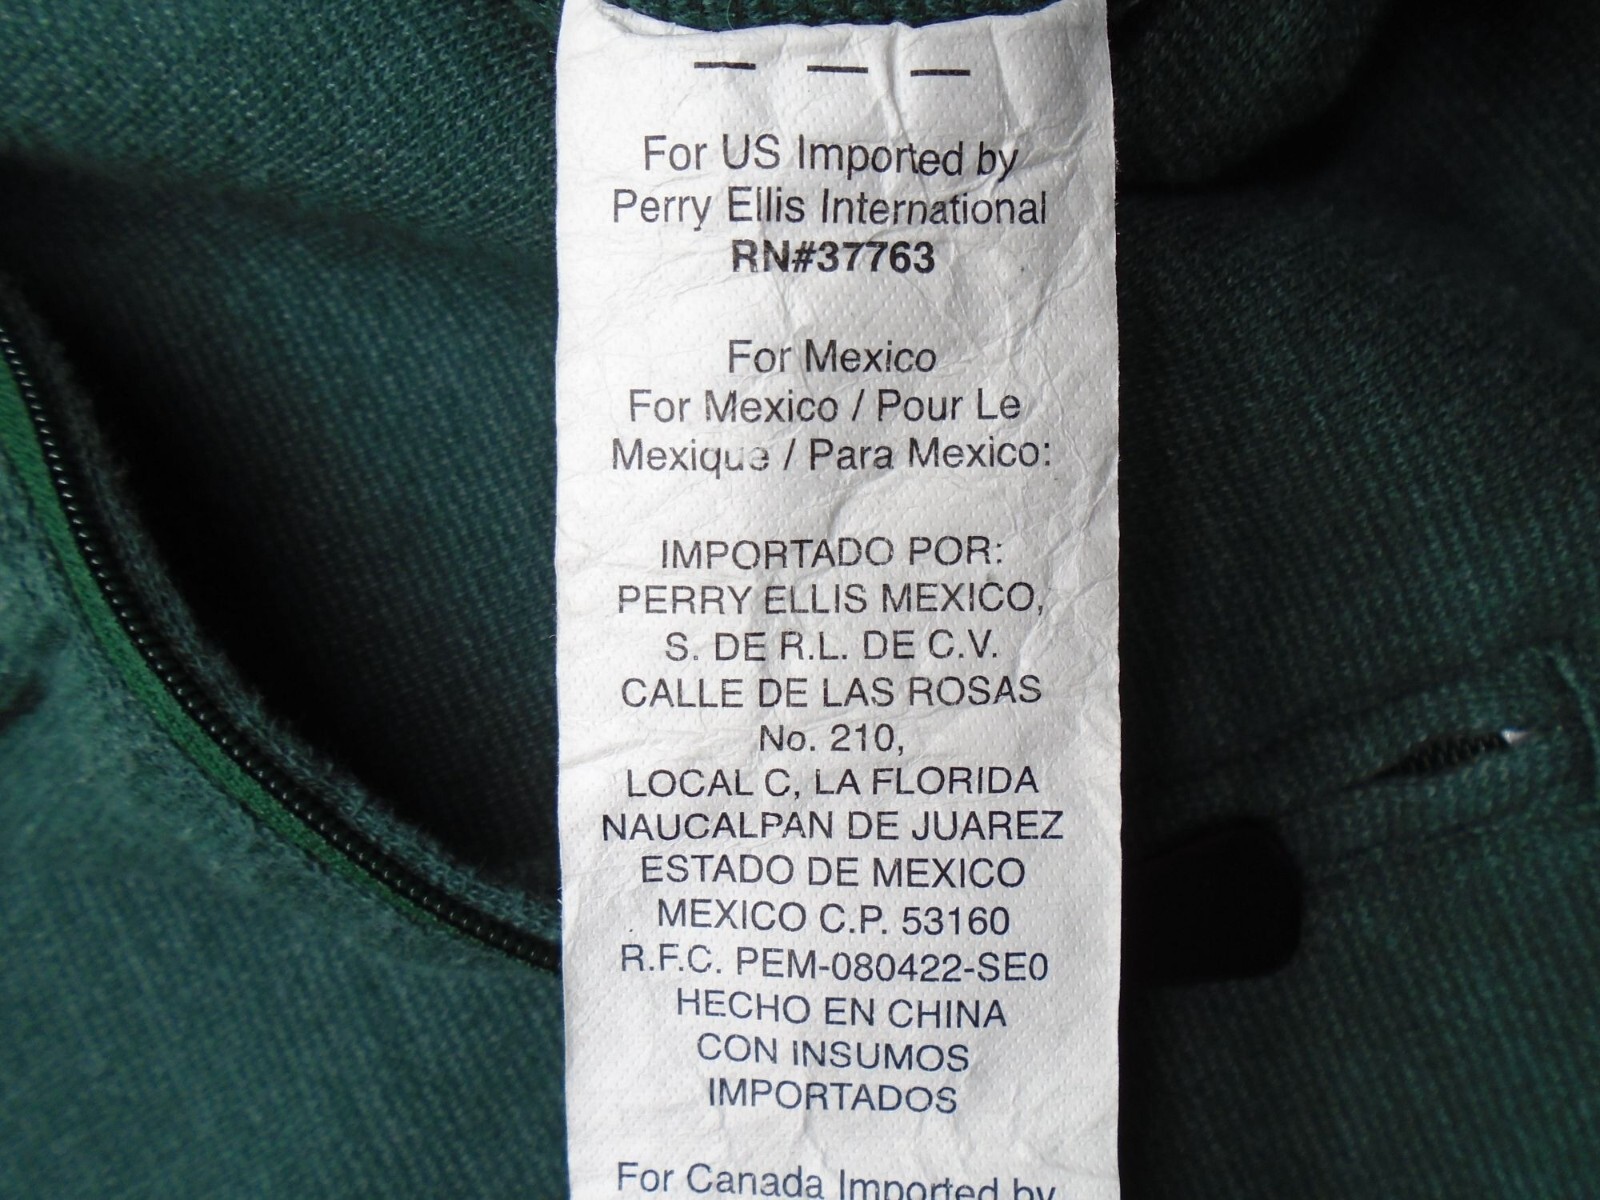 For US Imported by
Perry Ellis International
RN#37763
For Mexico
For Mexico / Pour Le
Mexique / Para Mexico:
IMPORTADO POR:
PERRY ELLIS MEXICO,
S. DE R.L. DE C.V.
CALLE DE LAS ROSAS
No. 210,
LOCAL C, LA FLORIDA
NAUCALPAN DE JUAREZ
ESTADO DE MEXICO
MEXICO C.P. 53160
R.F.C. PEM-080422-SE0
HECHO EN CHINA
CON INSUMOS
IMPORTADOS
For Canada Imported by